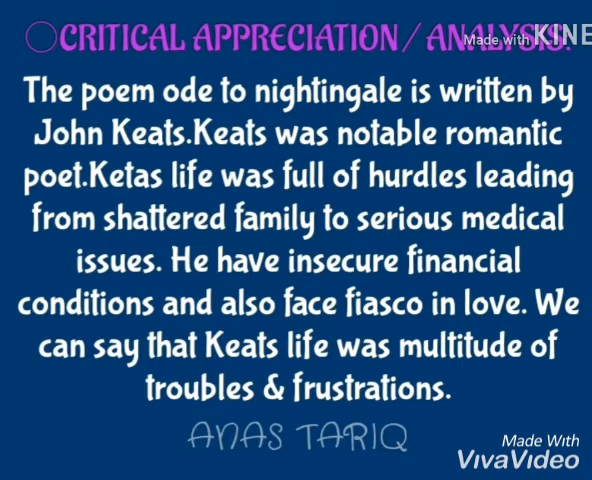 ○CRITICAL APPRECIATION / ANALYSIS:
Made with KINE
The poem ode to nightingale is written by
John Keats.Keats was notable romantic
poet.Ketas life was full of hurdles leading
from shattered family to serious medical
issues. He have insecure financial
conditions and also face fiasco in love. We
can say that Keats life was multitude of
troubles & frustrations.
ANAS TARIQ
Made With
VivaVideo